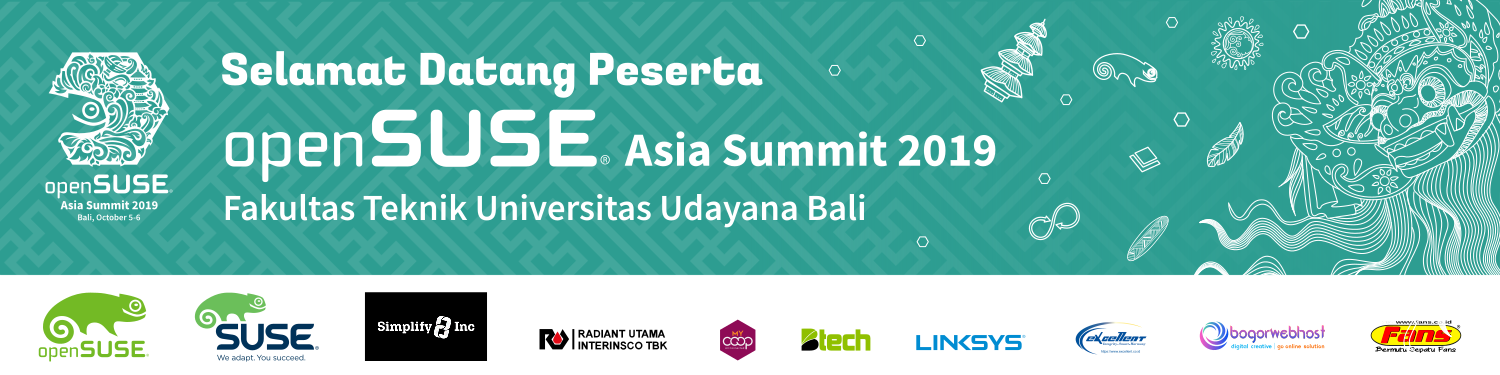 Selamat Datang Peserta
openSUSE® Asia Summit 2019
Fakultas Teknik Universitas Udayana Bali
openSUSE®
Asia Summit 2019
Bali, October 5-6
openSUSE®
SUSE®
We adapt. You succeed.
Simplify Inc
RADIANT UTAMA
INTERINSCO TBK
MY
coop
Btech
LINKSYS®
excellent
bogorwebhost
digital creative | go online solution
www.fans.co.id
Fans®
Bermutu Sepatu Fans